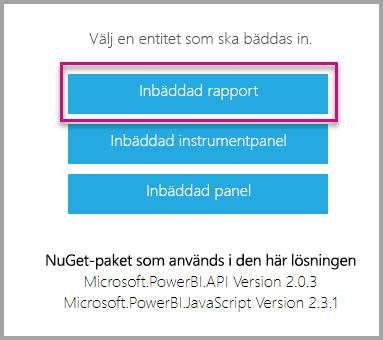 Välj en entitet som ska bäddas in.
Inbäddad rapport
Inbäddad instrumentpanel
Inbäddad panel
NuGet-paket som används i den här lösningen
Microsoft.PowerBI.API Version 2.0.3
Microsoft.PowerBI.JavaScript Version 2.3.1